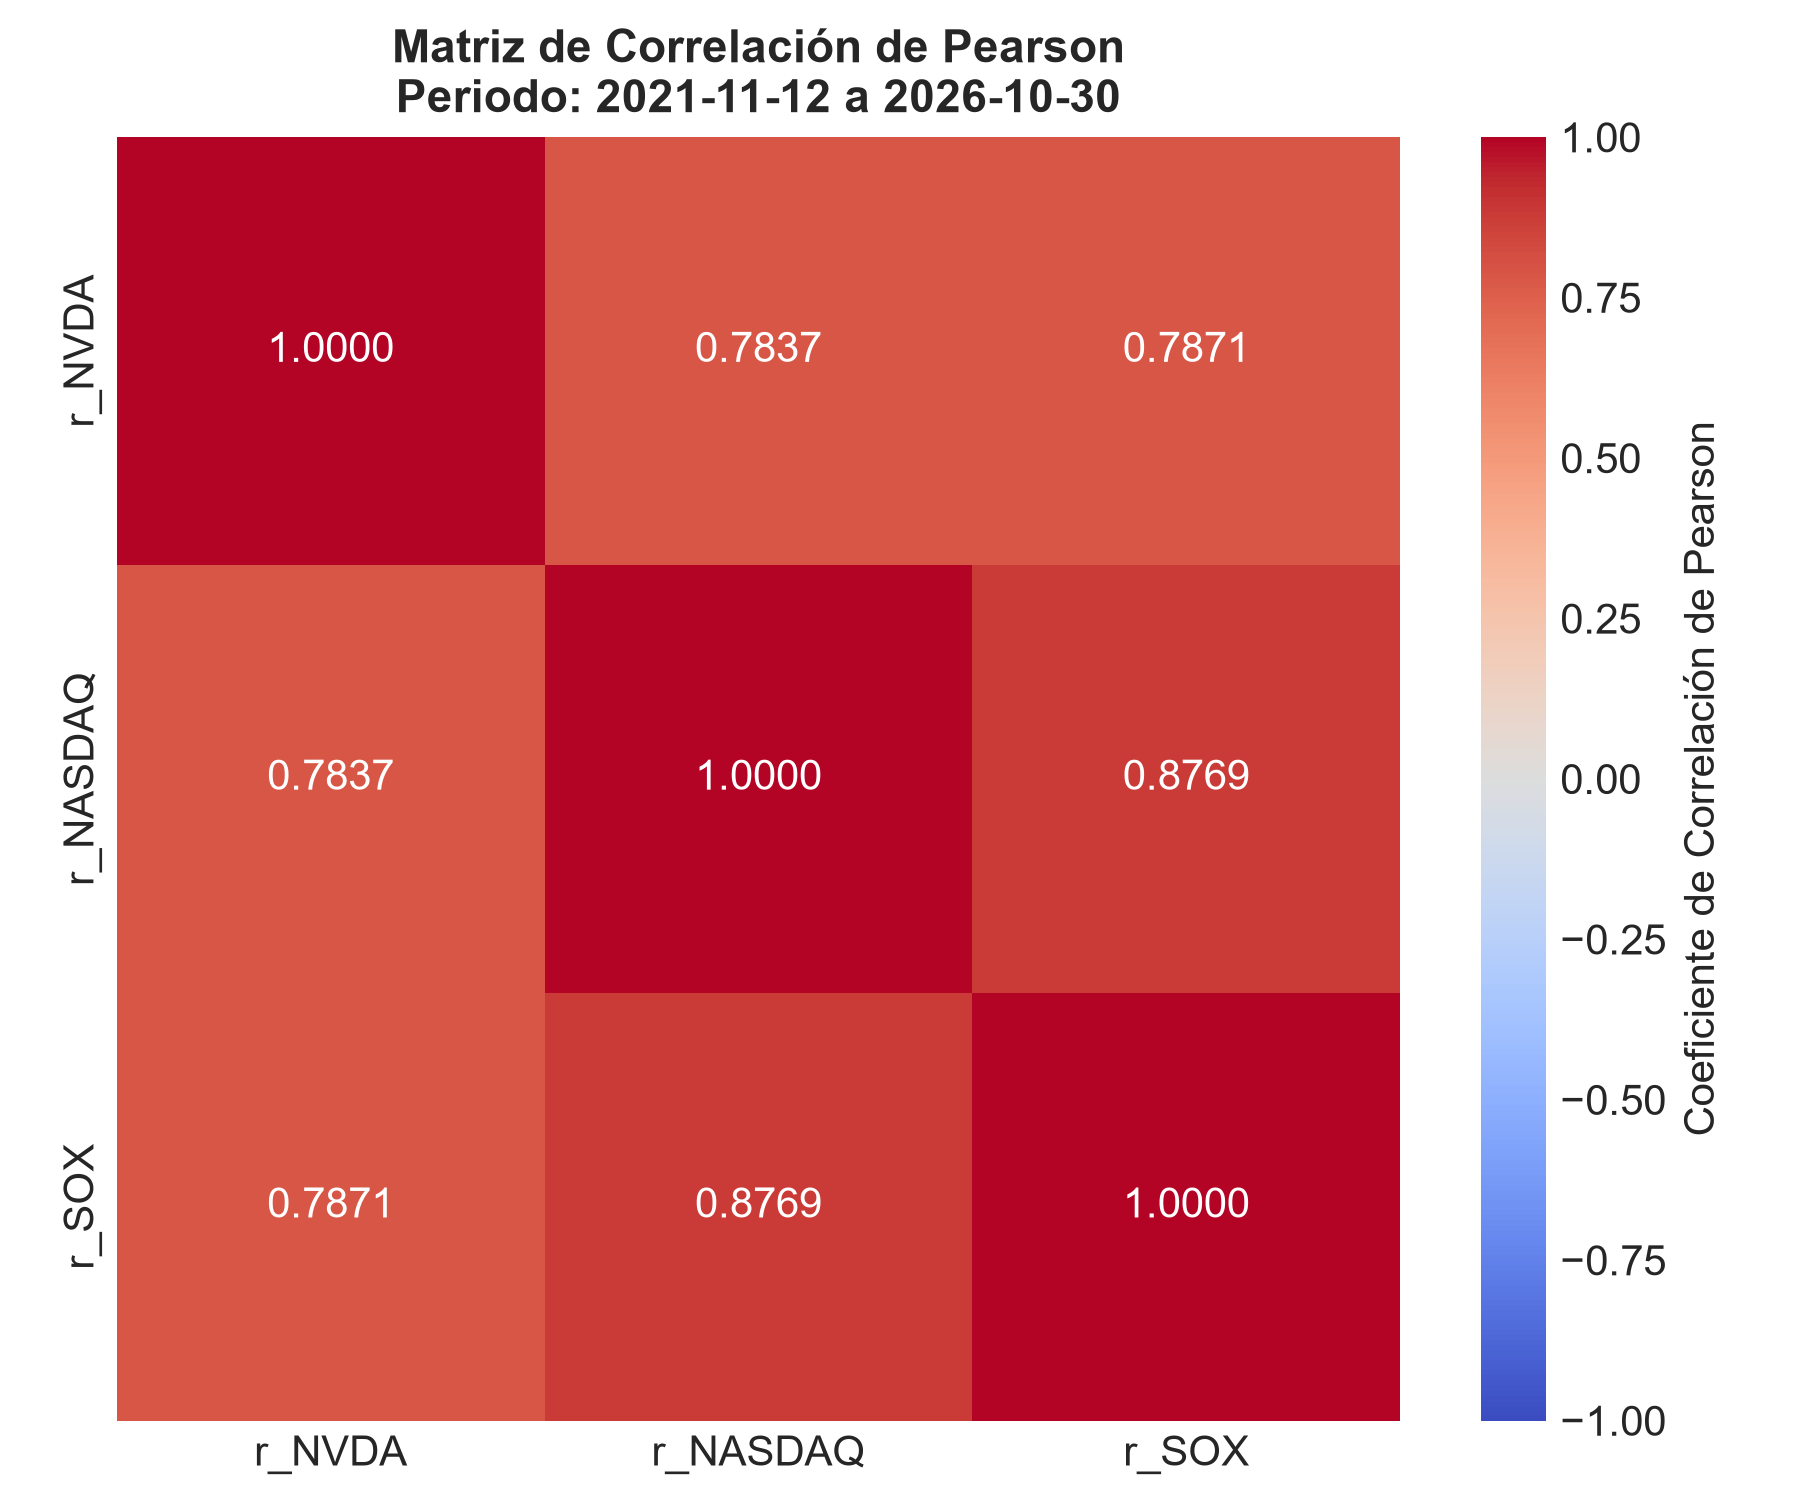 Matriz de Correlación de Pearson
Periodo: 2021-11-12 a 2026-10-30
r_NVDA
1.0000
0.7837
0.7871
r_NASDAQ
0.7837
1.0000
0.8769
r_SOX
0.7871
0.8769
1.0000
r_NVDA
r_NASDAQ
r_SOX
1.00
0.75
0.50
0.25
0.00
−0.25
−0.50
−0.75
−1.00
Coeficiente de Correlación de Pearson